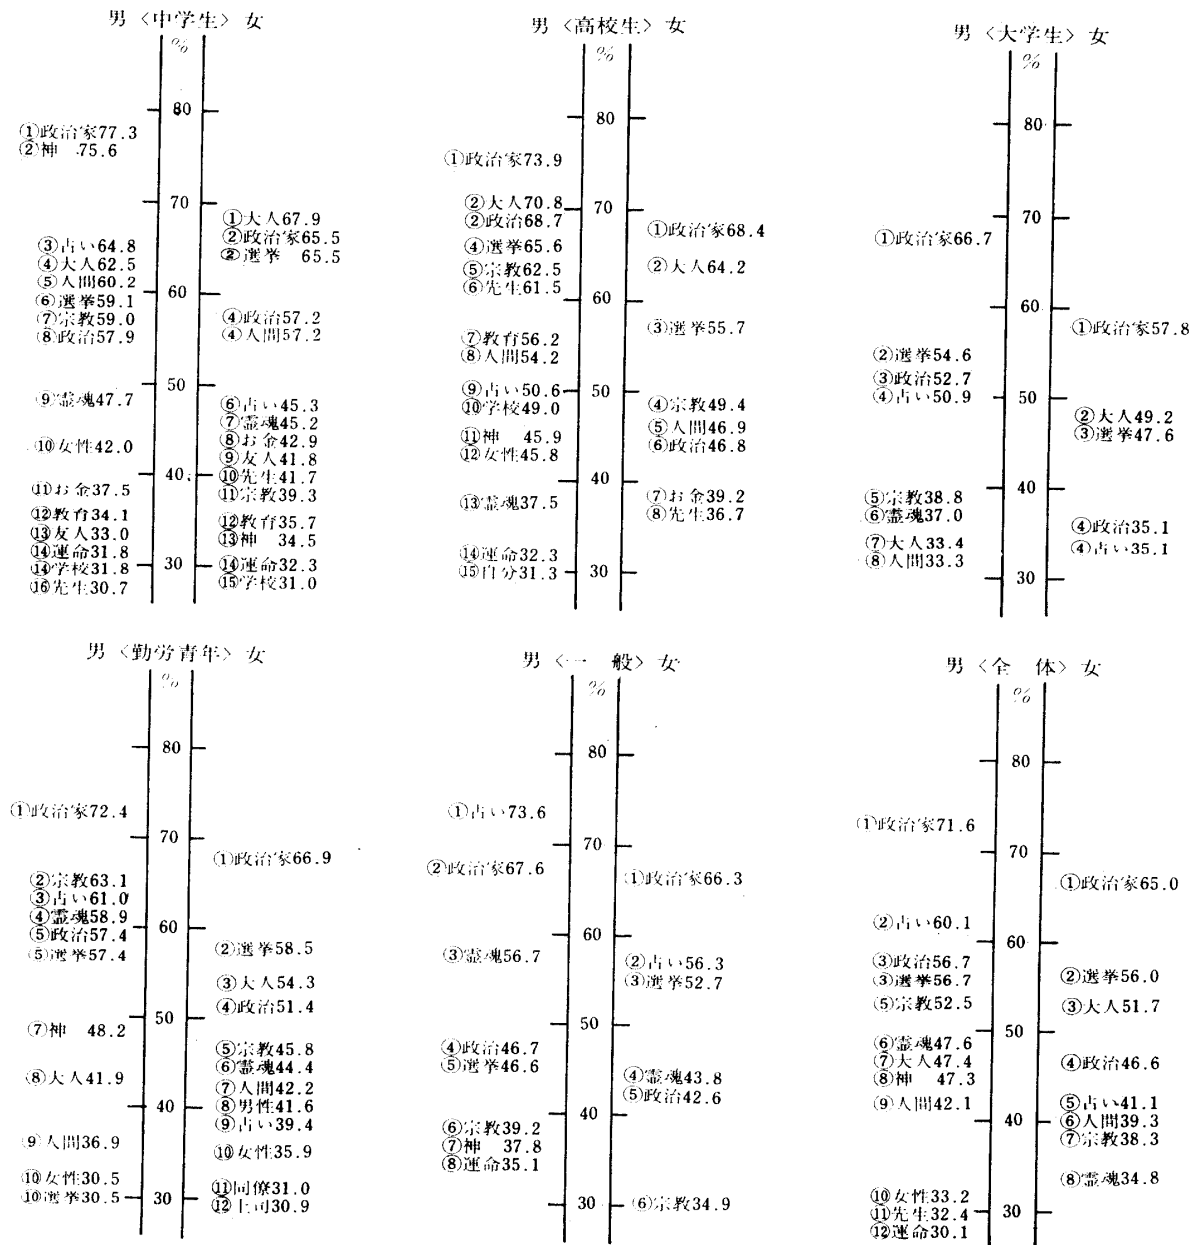 男 〈中学生〉 女
%
80
70
60
50
40
30
①政治家77.3
②神 75.6
③占い64.8
④大人62.5
⑤人間60.2
⑥選挙59.1
⑦宗教59.0
⑧政治57.9
⑨霊魂47.7
⑩女性42.0
⑪お金37.5
⑫教育34.1
⑬友人33.0
⑭運命31.8
⑭学校31.8
⑯先生30.7
①大人67.9
②政治家65.5
②選挙 65.5
④政治57.2
④人間57.2
⑥占い45.3
⑦霊魂45.2
⑧お金42.9
⑨友人41.8
⑩先生41.7
⑪宗教39.3
⑫教育35.7
⑬神 34.5
⑭運命32.3
⑮学校31.0
男 〈高校生〉 女
%
80
70
60
50
40
30
①政治家73.9
②大人70.8
②政治68.7
④選挙65.6
⑤宗教62.5
⑥先生61.5
⑦教育56.2
⑧人間54.2
⑨占い50.6
⑩学校49.0
⑪神 45.9
⑫女性45.8
⑬霊魂37.5
⑭運命32.3
⑮自分31.3
①政治家68.4
②大人64.2
③選挙55.7
④宗教49.4
⑤人間46.9
⑥政治46.8
⑦お金39.2
⑧先生36.7
男 〈大学生〉 女
%
80
70
60
50
40
30
①政治家66.7
②選挙54.6
③政治52.7
④占い50.9
⑤宗教38.8
⑥霊魂37.0
⑦大人33.4
⑧人間33.3
①政治家57.8
②大人49.2
③選挙47.6
④政治35.1
④占い35.1
男 〈勤労青年〉 女
%
80
70
60
50
40
30
①政治家72.4
②宗教63.1
③占い61.0
④霊魂58.9
⑤政治57.4
⑤選挙57.4
⑦神 48.2
⑧大人41.9
⑨人間36.9
⑩女性30.5
⑩選挙30.5
①政治家66.9
②選挙58.5
③大人54.3
④政治51.4
⑤宗教45.8
⑥霊魂44.4
⑦人間42.2
⑧男性41.6
⑨占い39.4
⑩女性35.9
⑪同僚31.0
⑫上司30.9
男 〈一 般〉 女
%
80
70
60
50
40
30
①占い73.6
②政治家67.6
③霊魂56.7
④政治46.7
⑤選挙46.6
⑥宗教39.2
⑦神 37.8
⑧運命35.1
①政治家66.3
②占い56.3
③選挙52.7
④霊魂43.8
⑤政治42.6
⑥宗教34.9
男 〈全 体〉 女
%
80
70
60
50
40
30
①政治家71.6
②占い60.1
③政治56.7
③選挙56.7
⑤宗教52.5
⑥霊魂47.6
⑦大人47.4
⑧神 47.3
⑨人間42.1
⑩女性33.2
⑪先生32.4
⑫運命30.1
①政治家65.0
②選挙56.0
③大人51.7
④政治46.6
⑤占い41.1
⑥人間39.3
⑦宗教38.3
⑧霊魂34.8